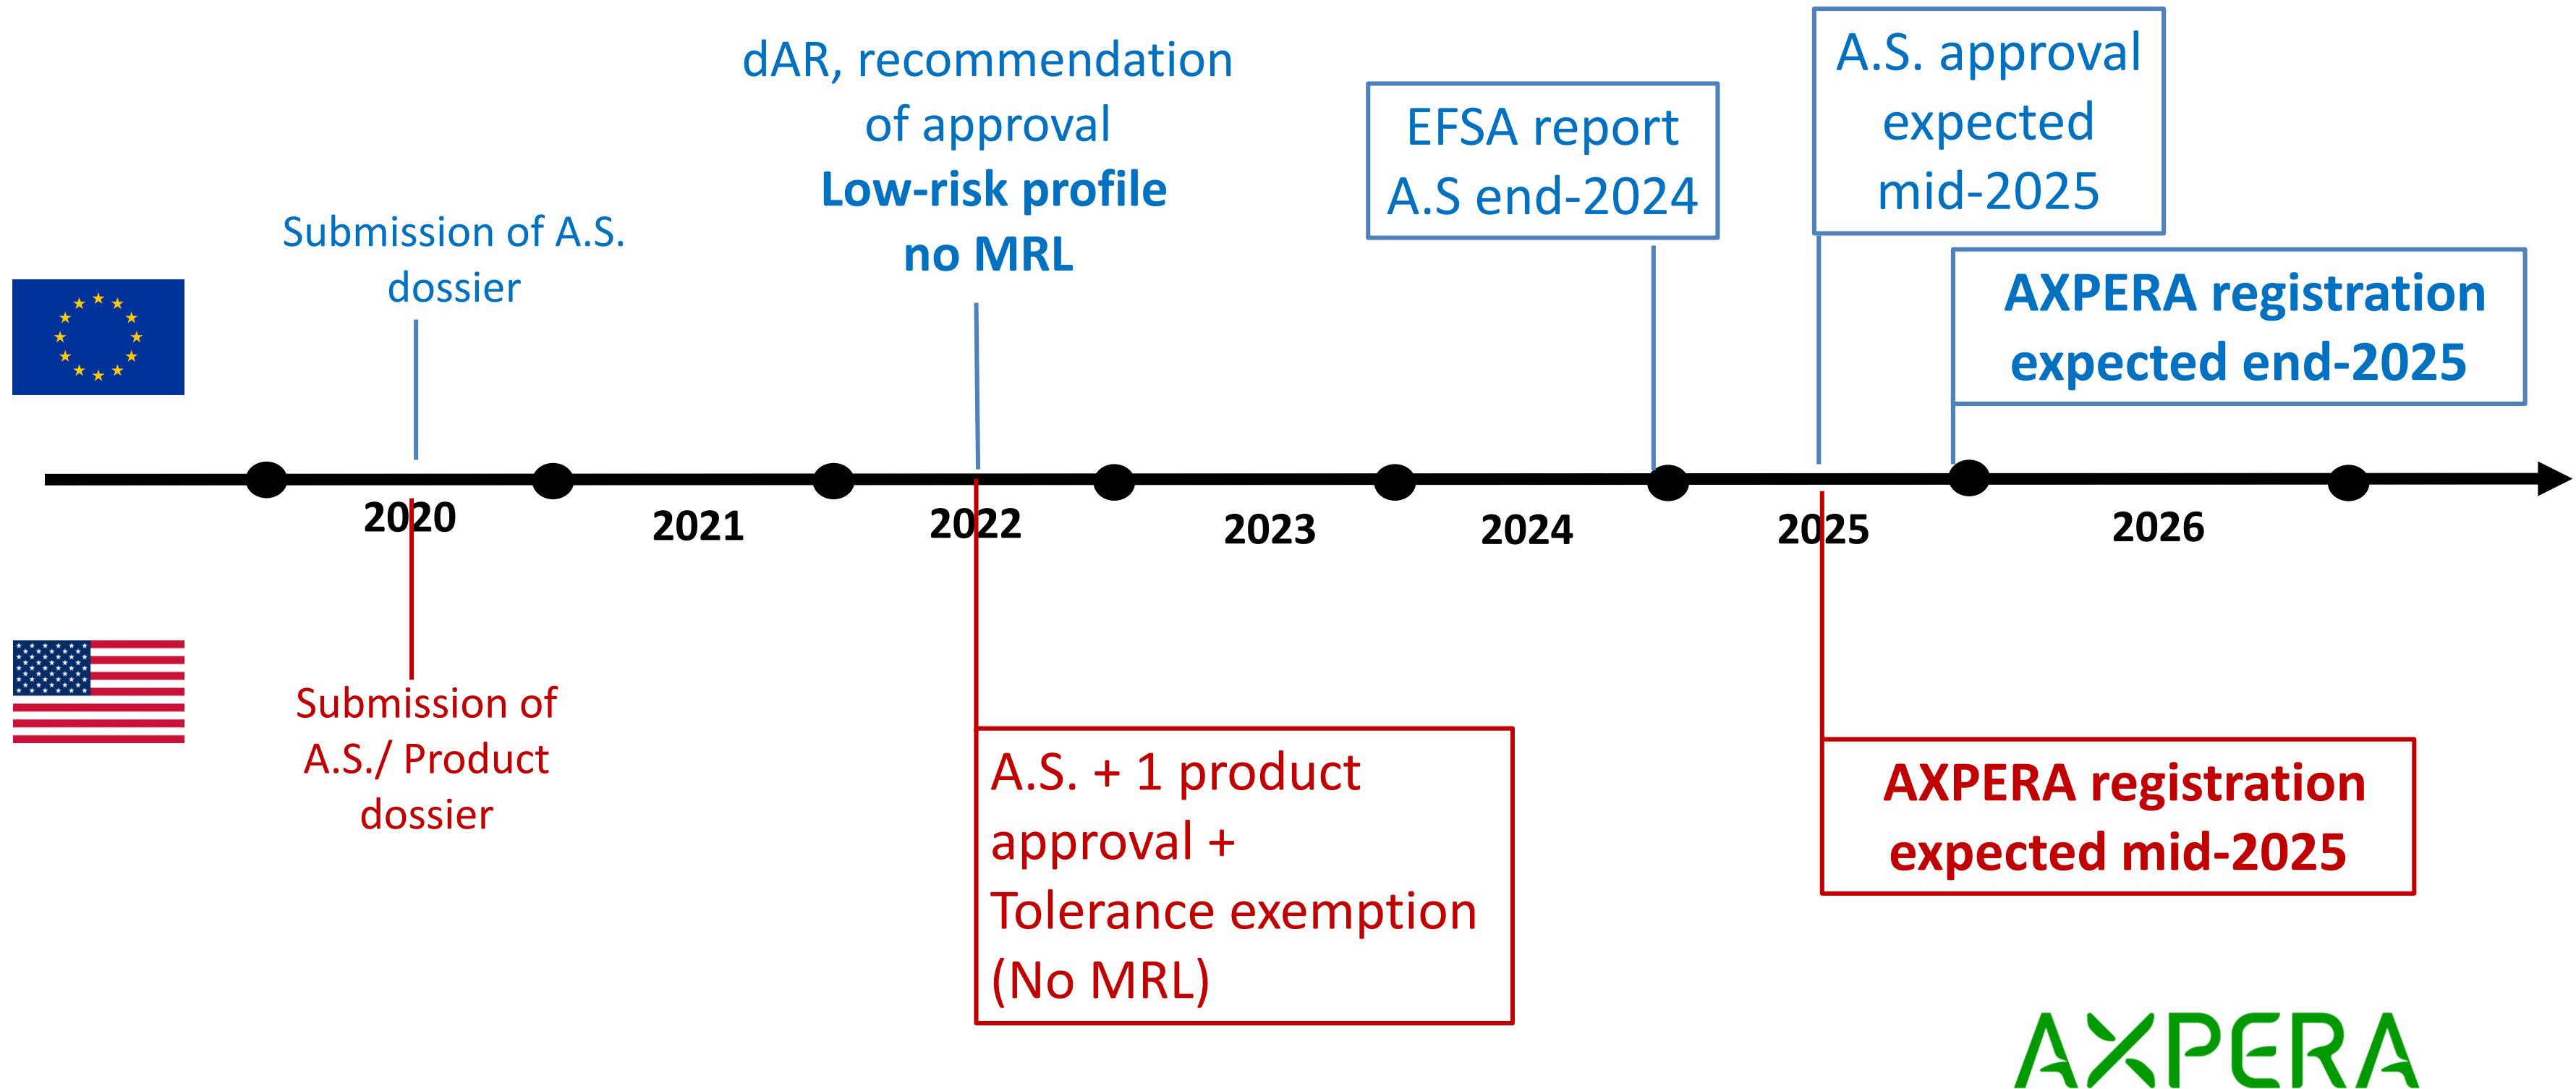 dAR, recommendation
of approval
Low-risk profile
no MRL
Submission of A.S.
dossier
EFSA report
A.S end-2024
A.S. approval
expected
mid-2025
AXPERA registration
expected end-2025
2020
2021
2022
2023
2024
2025
2026
Submission of
A.S./ Product
dossier
A.S. + 1 product
approval +
Tolerance exemption
(No MRL)
AXPERA registration
expected mid-2025
AXPERA